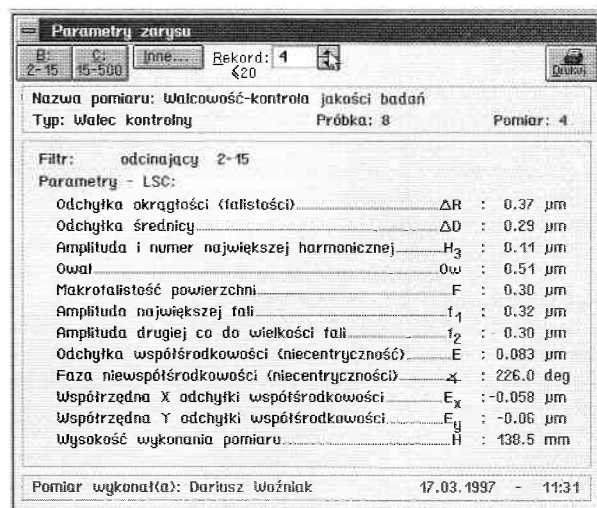 Parametry zarysu
B: C: Inne... Rekord: 4
2-15 15-500 ≤20 Drukuj
Nazwa pomiaru: Walcowość-kontrola jakości badań
Typ: Walec kontrolny Próbka: 8 Pomiar: 4
Filtr: odcinający 2-15
Parametry - LSC:
Odchyłka okrągłości (falistości) ΔR : 0.37 µm
Odchyłka średnicy ΔD : 0.29 µm
Amplituda i numer największej harmonicznej H3 : 0.11 µm
Owal Ow : 0.51 µm
Makrofalistość powierzchni F : 0.30 µm
Amplituda największej fali f1 : 0.32 µm
Amplituda drugiej co do wielkości fali f2 : 0.30 µm
Odchyłka współśrodkowości (niecentryczność) E : 0.083 µm
Faza niewspółśrodkowości (niecentryczności) ∡ : 226.0 deg
Współrzędna X odchyłki współśrodkowości Ex : -0.058 µm
Współrzędna Y odchyłki współśrodkowości Ey : -0.06 µm
Wysokość wykonania pomiaru H : 138.5 mm
Pomiar wykonał(a): Dariusz Woźniak 17.03.1997 - 11:31